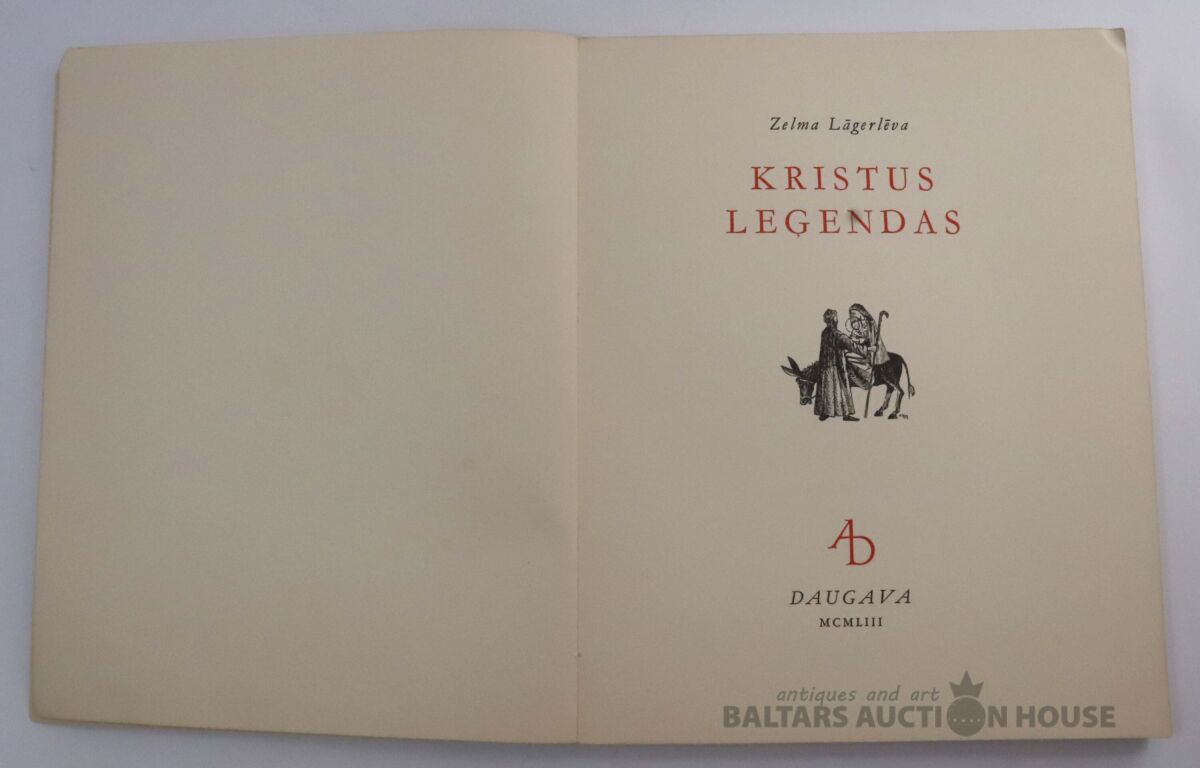 Zelma Lāgerlēva
KRISTUS
LEĢENDAS
AD
DAUGAVA
MCMLIII
antiques and art
BALTARS AUCTION HOUSE